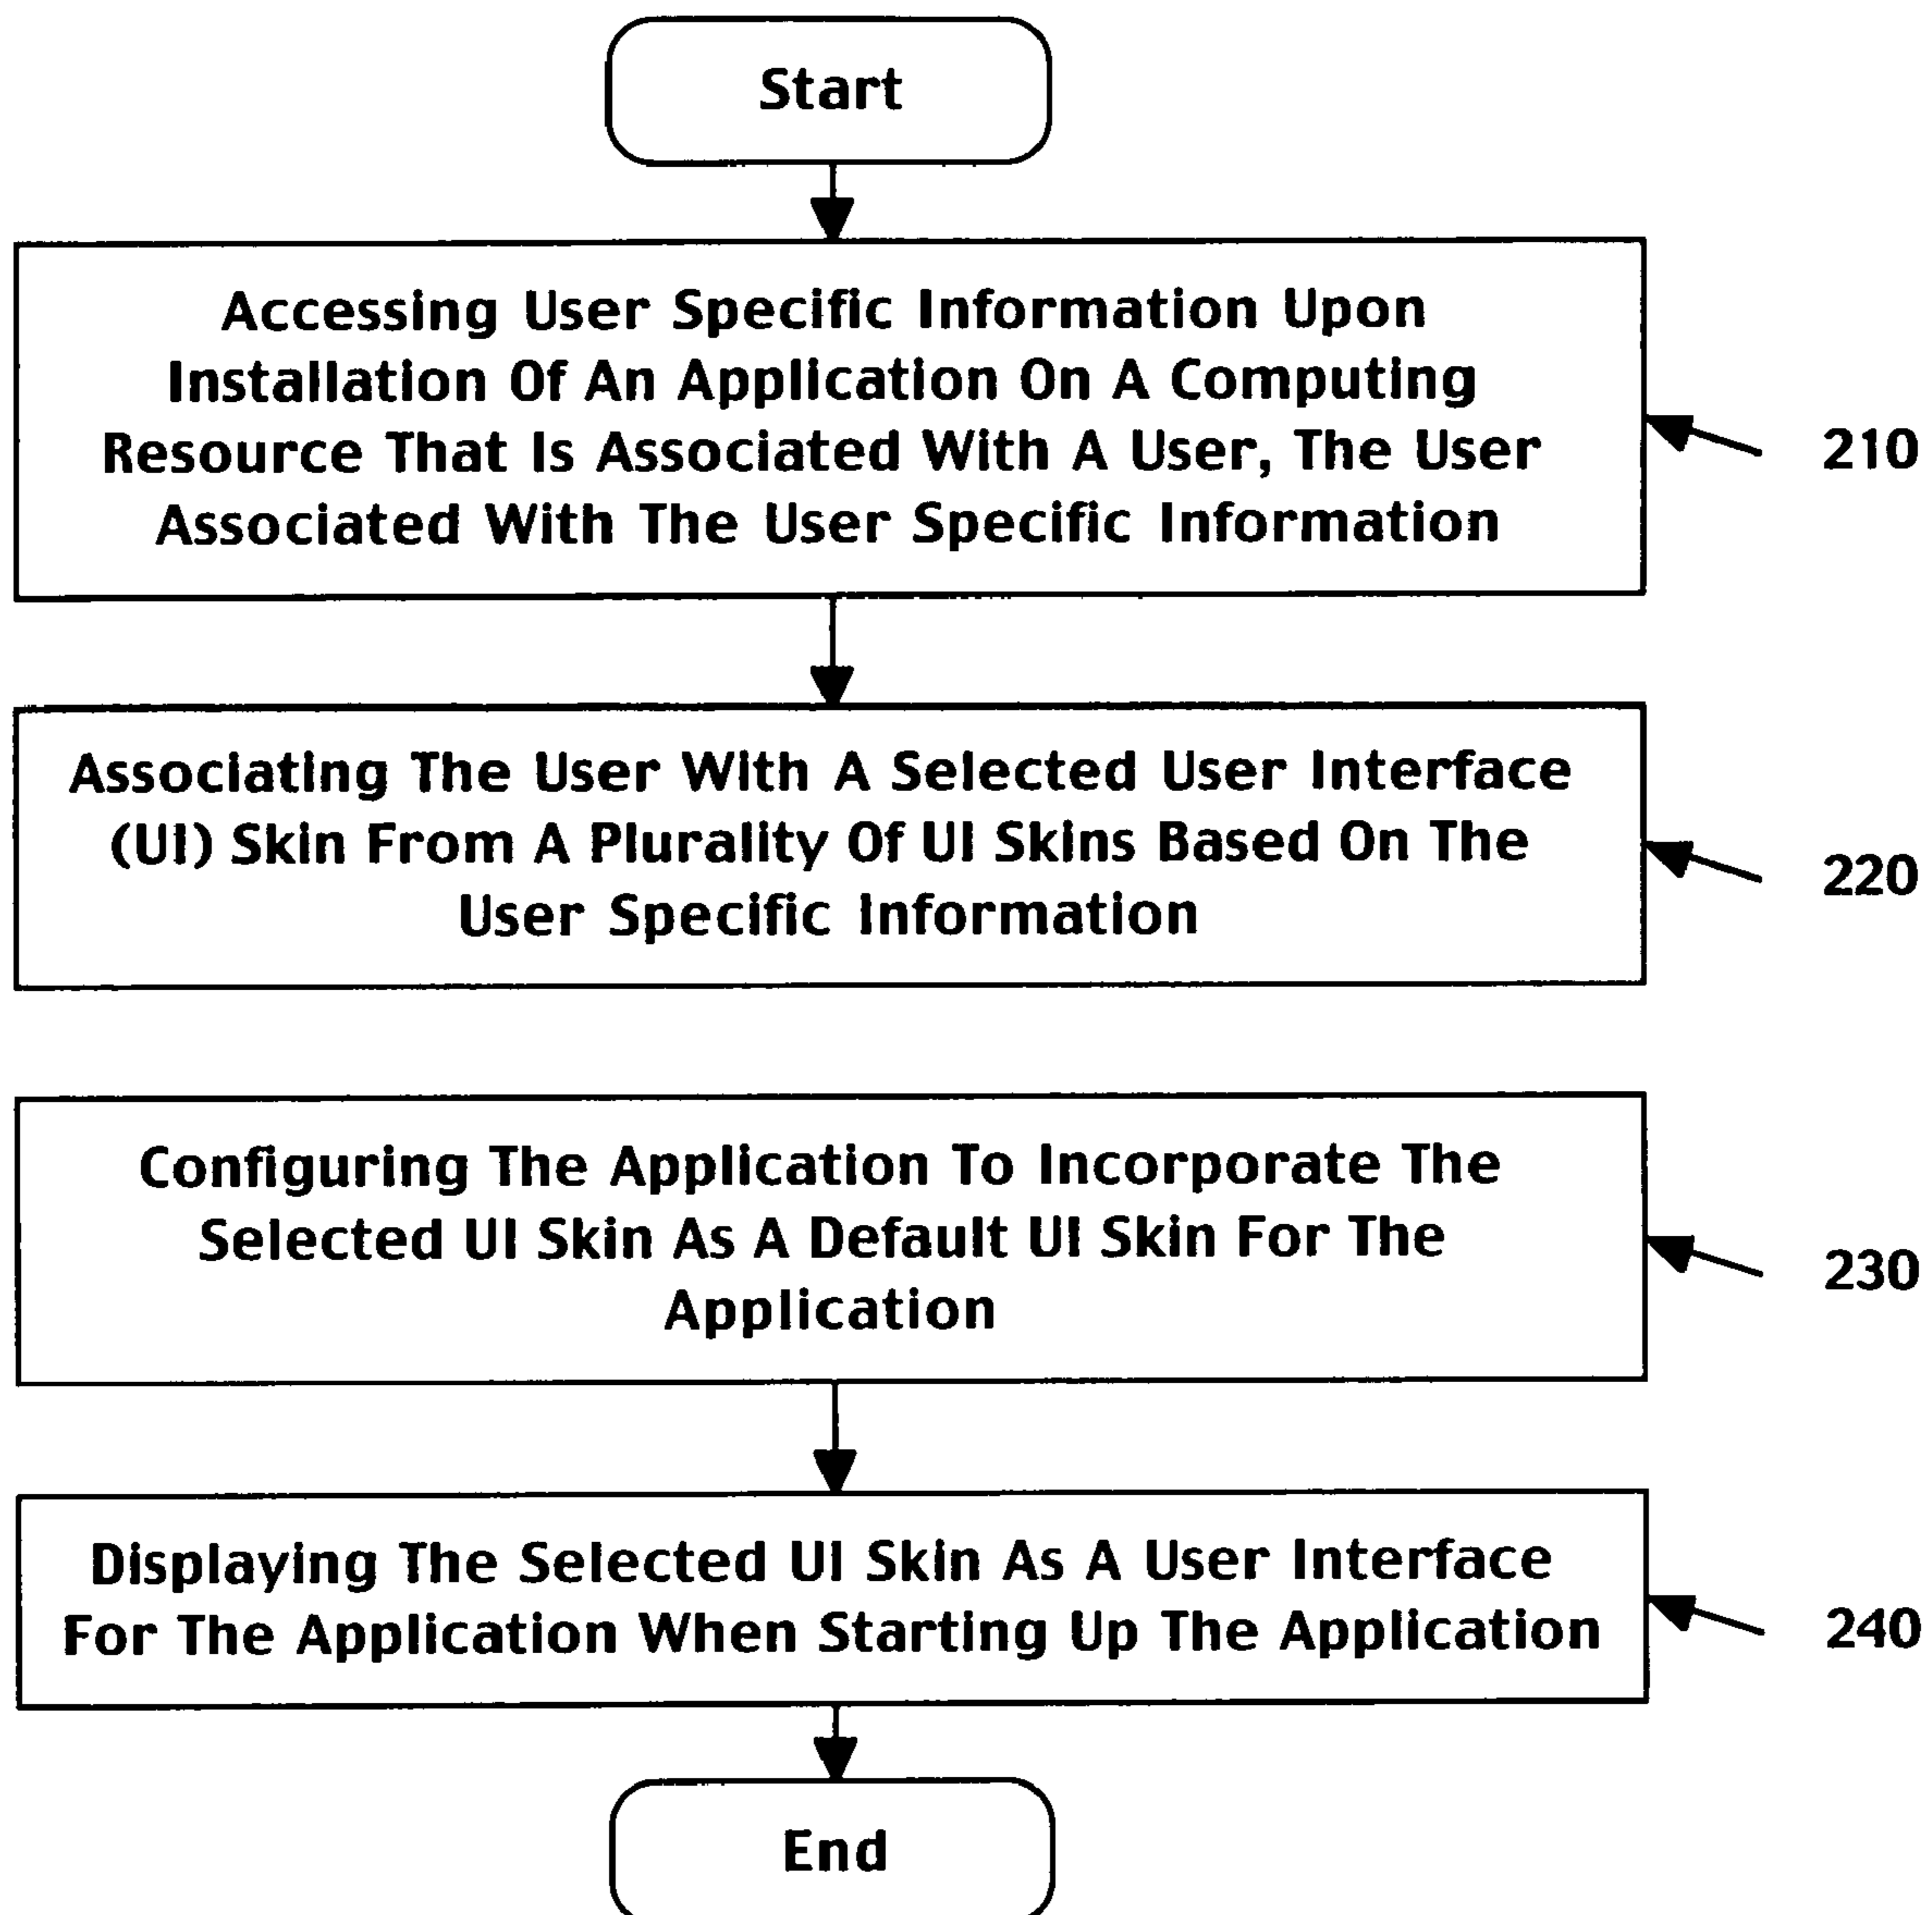 Start
Accessing User Specific Information Upon
Installation Of An Application On A Computing
Resource That Is Associated With A User, The User
Associated With The User Specific Information
210
Associating The User With A Selected User Interface
(UI) Skin From A Plurality Of UI Skins Based On The
User Specific Information
220
Configuring The Application To Incorporate The
Selected UI Skin As A Default UI Skin For The
Application
230
Displaying The Selected UI Skin As A User Interface
For The Application When Starting Up The Application
240
End